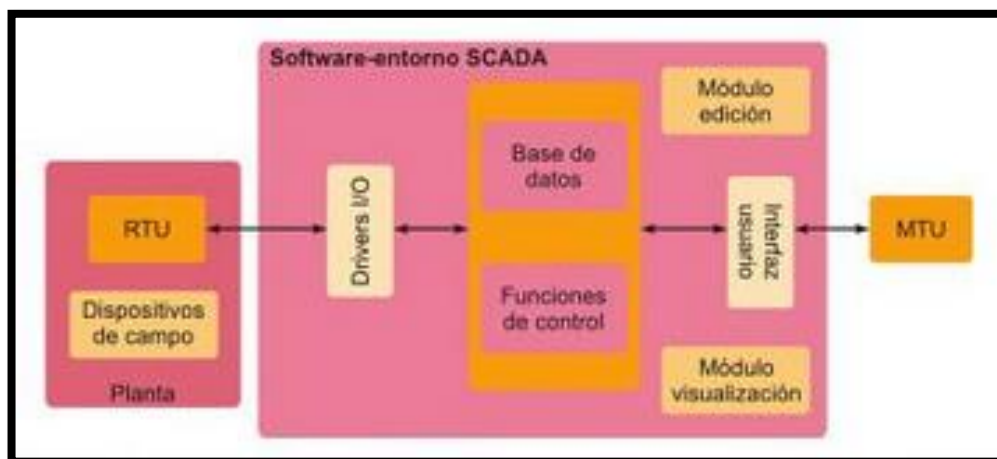 Software-entorno SCADA
Módulo
edición
Base de
datos
RTU
Drivers I/O
Interfaz
usuario
MTU
Dispositivos
de campo
Funciones
de control
Planta
Módulo
visualización